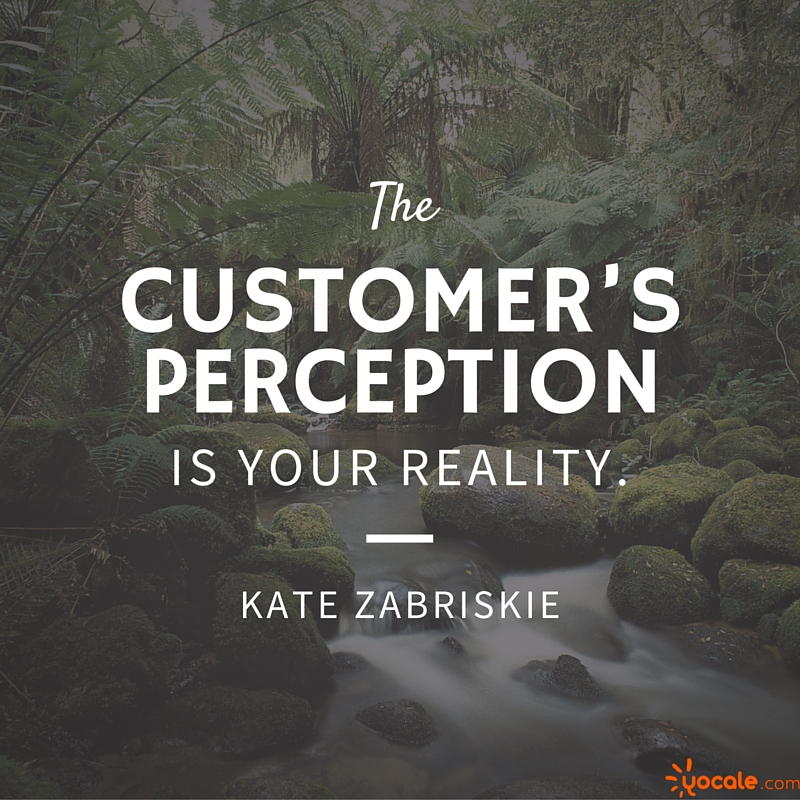 The
CUSTOMER'S
PERCEPTION
IS YOUR REALITY.
KATE ZABRISKIE
yocale.com